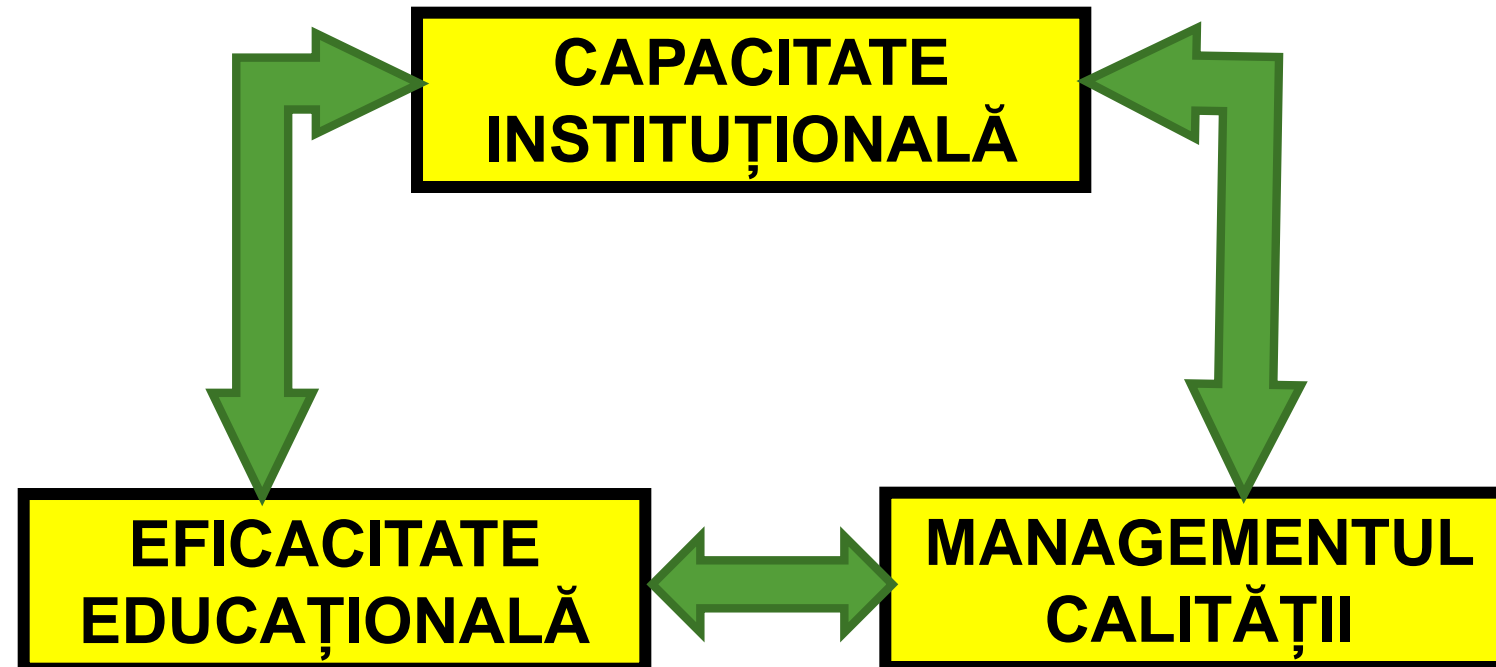 CAPACITATE
INSTITUȚIONALĂ
EFICACITATE
EDUCAȚIONALĂ
MANAGEMENTUL
CALITĂȚII